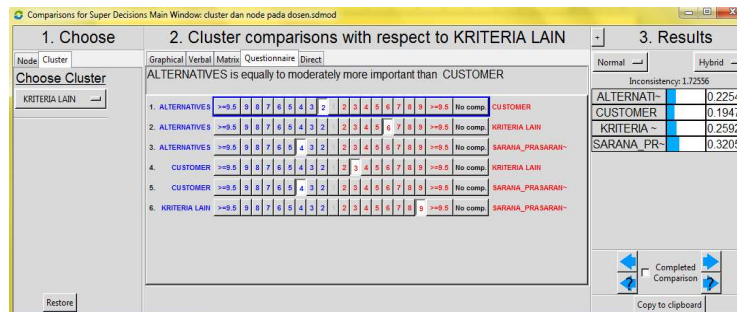 Comparisons for Super Decisions Main Window: cluster dan node pada dosen.sdmod
1. Choose
Node Cluster
Choose Cluster
KRITERIA LAIN
Restore
2. Cluster comparisons with respect to KRITERIA LAIN
Graphical Verbal Matrix Questionnaire Direct
ALTERNATIVES is equally to moderately more important than CUSTOMER
1. ALTERNATIVES >=9.5 9 8 7 6 5 4 3 2 1 2 3 4 5 6 7 8 9 >=9.5 No comp. CUSTOMER
2. ALTERNATIVES >=9.5 9 8 7 6 5 4 3 2 1 2 3 4 5 6 7 8 9 >=9.5 No comp. KRITERIA LAIN
3. ALTERNATIVES >=9.5 9 8 7 6 5 4 3 2 1 2 3 4 5 6 7 8 9 >=9.5 No comp. SARANA_PRASARAN~
4. CUSTOMER >=9.5 9 8 7 6 5 4 3 2 1 2 3 4 5 6 7 8 9 >=9.5 No comp. KRITERIA LAIN
5. CUSTOMER >=9.5 9 8 7 6 5 4 3 2 1 2 3 4 5 6 7 8 9 >=9.5 No comp. SARANA_PRASARAN~
6. KRITERIA LAIN >=9.5 9 8 7 6 5 4 3 2 1 2 3 4 5 6 7 8 9 >=9.5 No comp. SARANA_PRASARAN~
+ 3. Results
Normal Hybrid
Inconsistency: 1.72556
ALTERNATI~ 0.2254
CUSTOMER 0.1947
KRITERIA ~ 0.2592
SARANA_PR~ 0.3205
Completed
Comparison
? ?
Copy to clipboard